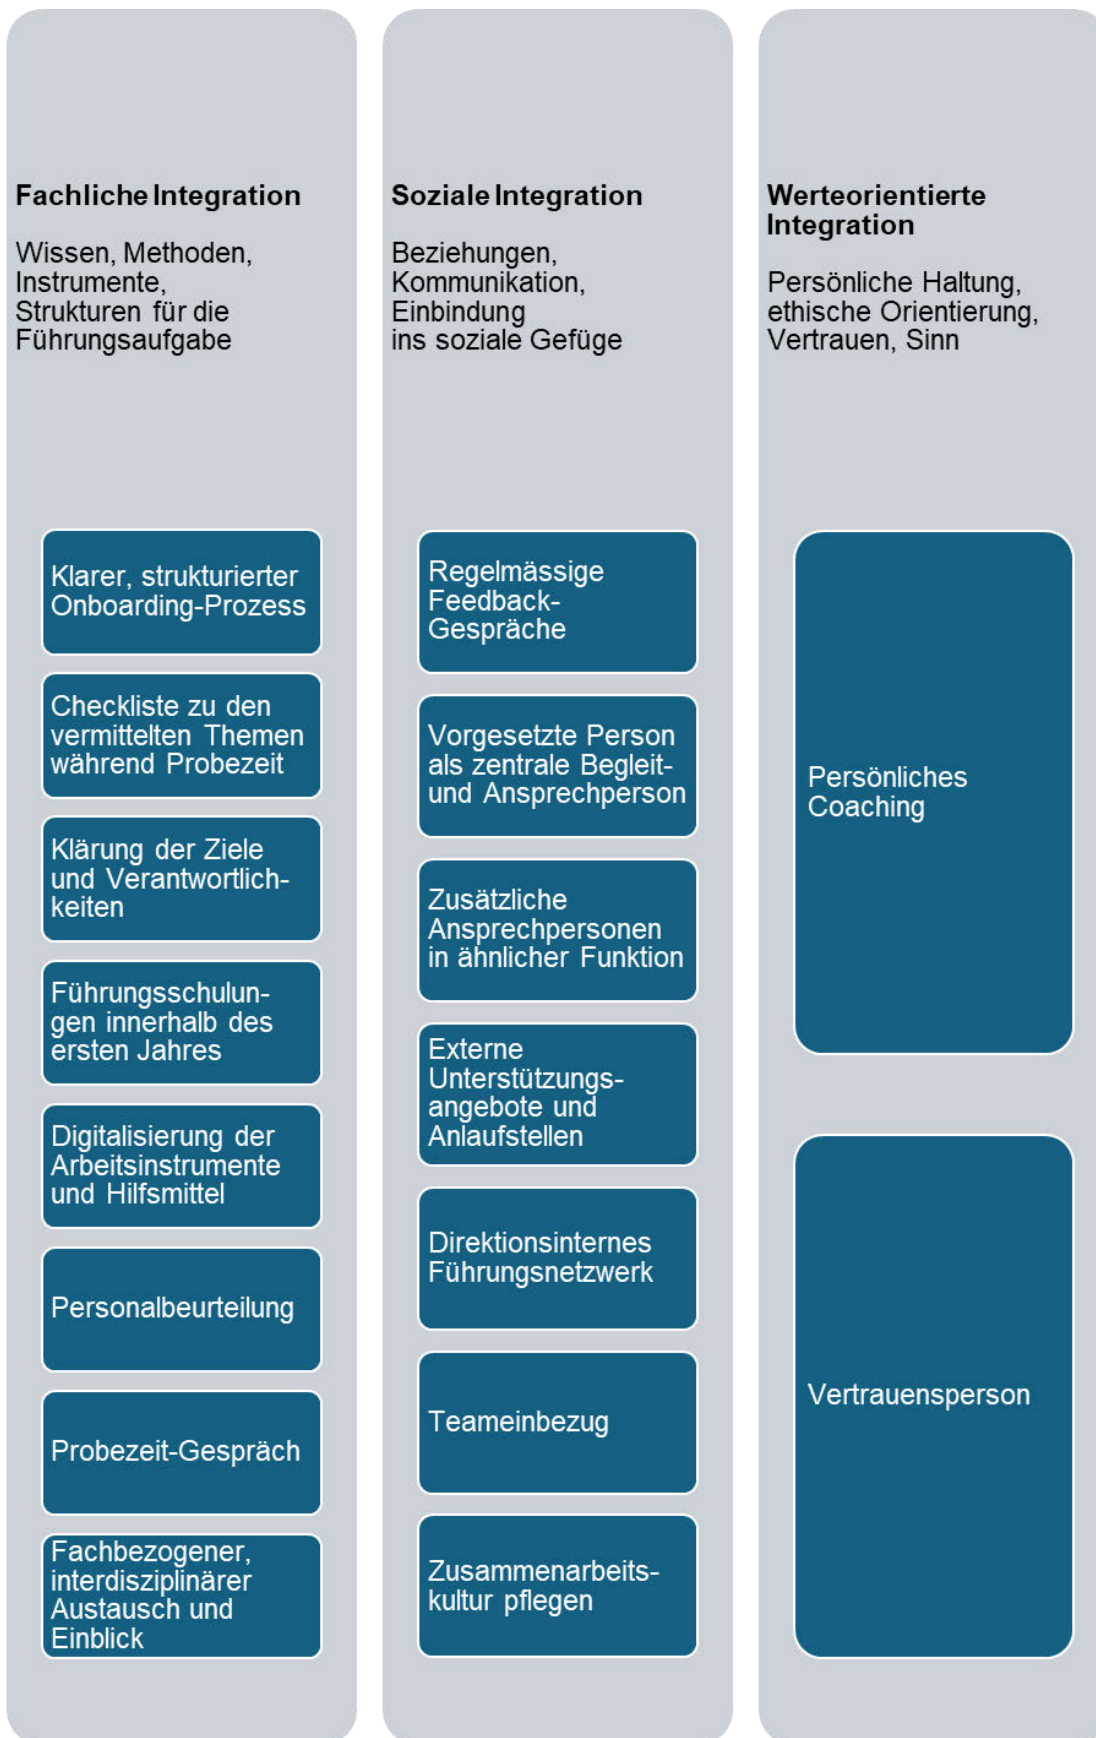 Fachliche Integration
Wissen, Methoden,
Instrumente,
Strukturen für die
Führungsaufgabe
Klarer, strukturierter
Onboarding-Prozess
Checkliste zu den
vermittelten Themen
während Probezeit
Klärung der Ziele
und Verantwortlich-
keiten
Führungsschulun-
gen innerhalb des
ersten Jahres
Digitalisierung der
Arbeitsinstrumente
und Hilfsmittel
Personalbeurteilung
Probezeit-Gespräch
Fachbezogener,
interdisziplinärer
Austausch und
Einblick
Soziale Integration
Beziehungen,
Kommunikation,
Einbindung
ins soziale Gefüge
Regelmässige
Feedback-
Gespräche
Vorgesetzte Person
als zentrale Begleit-
und Ansprechperson
Zusätzliche
Ansprechpersonen
in ähnlicher Funktion
Externe
Unterstützungs-
angebote und
Anlaufstellen
Direktionsinternes
Führungsnetzwerk
Teameinbezug
Zusammenarbeits-
kultur pflegen
Werteorientierte
Integration
Persönliche Haltung,
ethische Orientierung,
Vertrauen, Sinn
Persönliches
Coaching
Vertrauensperson